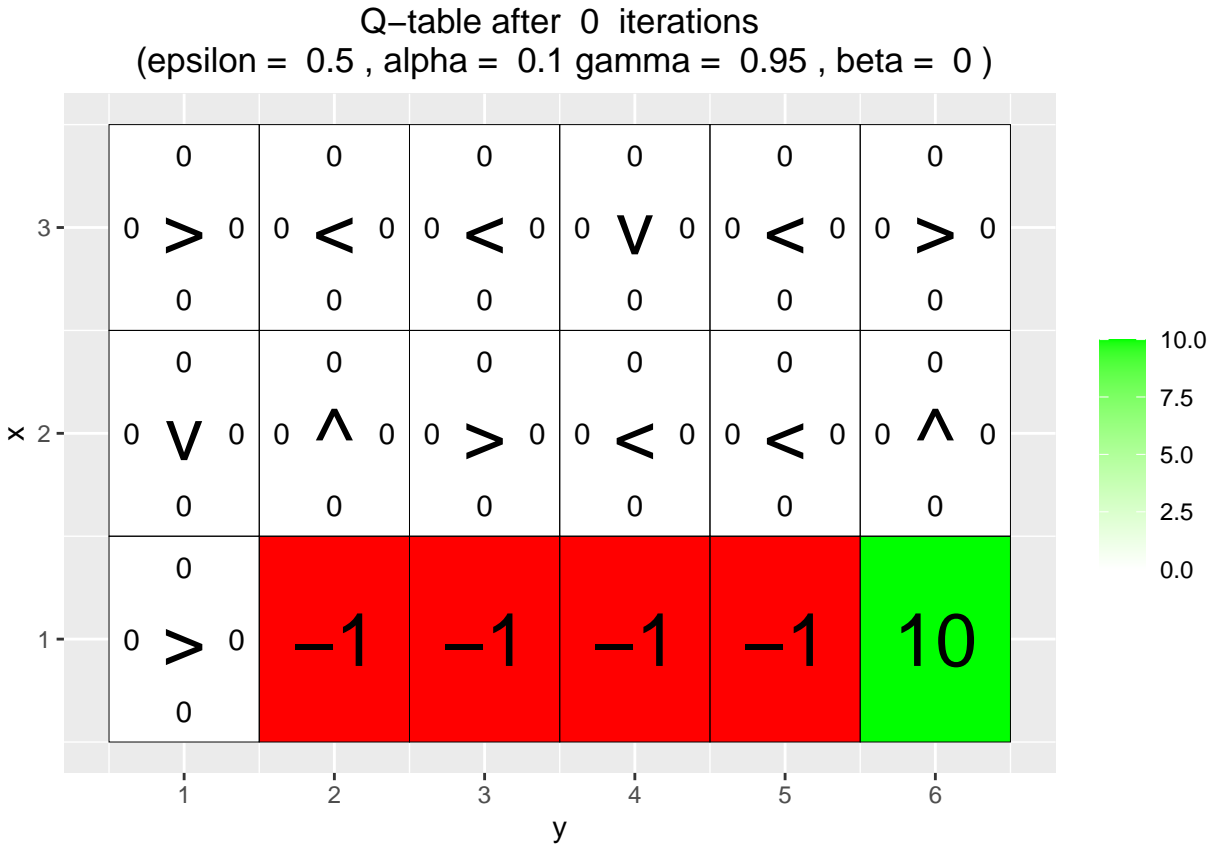 Q−table after 0 iterations
(epsilon = 0.5 , alpha = 0.1 gamma = 0.95 , beta = 0 )
0 0 0 0 0 0
3 0 > 0 0 < 0 0 < 0 0 v 0 0 < 0 0 > 0
0 0 0 0 0 0
0 0 0 0 0 0
x 2 0 v 0 0 ^ 0 0 > 0 0 < 0 0 < 0 0 ^ 0
0 0 0 0 0 0
0
1 0 > 0 −1 −1 −1 −1 10
0
1 2 3 4 5 6
y
10.0
7.5
5.0
2.5
0.0